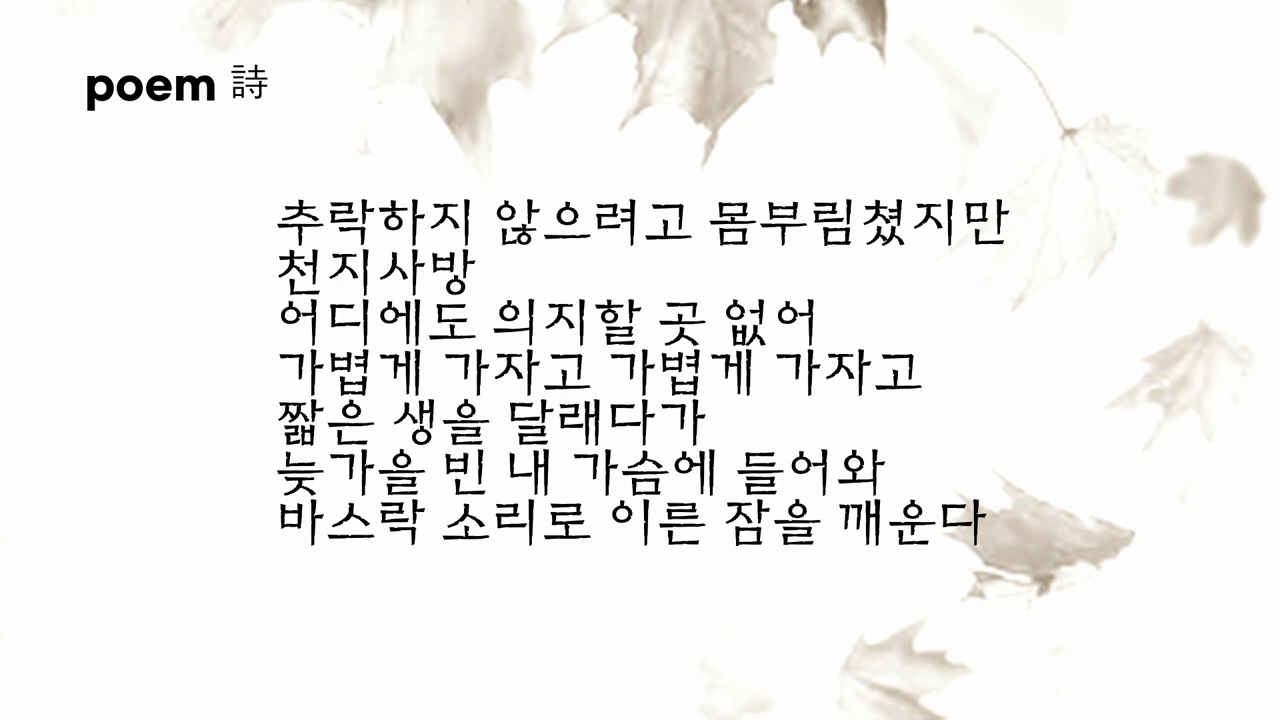 poem 詩
추락하지 않으려고 몸부림쳤지만
천지사방
어디에도 의지할 곳 없어
가볍게 가자고 가볍게 가자고
짧은 생을 달래다가
늦가을 빈 내 가슴에 들어와
바스락 소리로 이른 잠을 깨운다